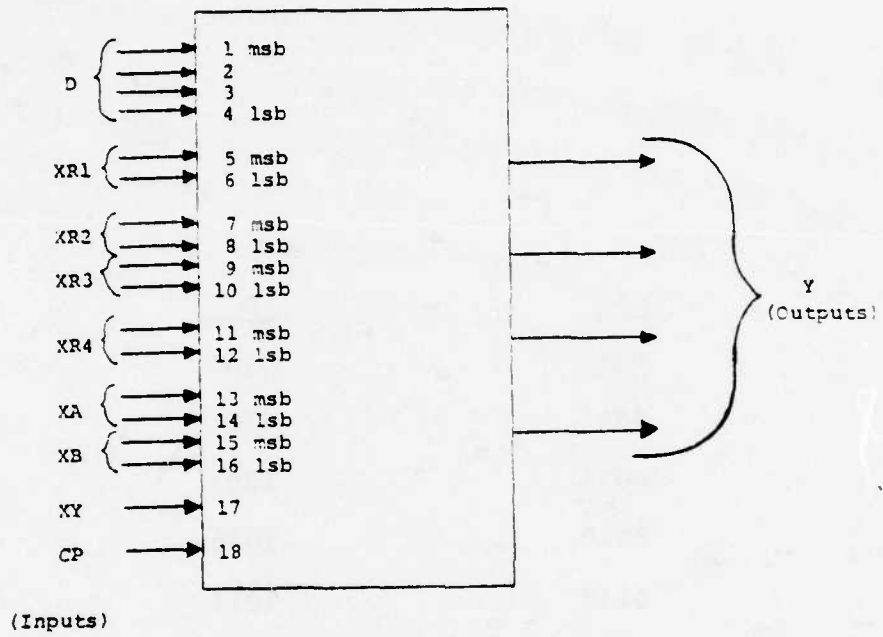 D
1 msb
2
3
4 lsb
XR1
5 msb
6 lsb
XR2
7 msb
8 lsb
XR3
9 msb
10 lsb
XR4
11 msb
12 lsb
XA
13 msb
14 lsb
XB
15 msb
16 lsb
XY
17
CP
18
(Inputs)
Y
(Outputs)